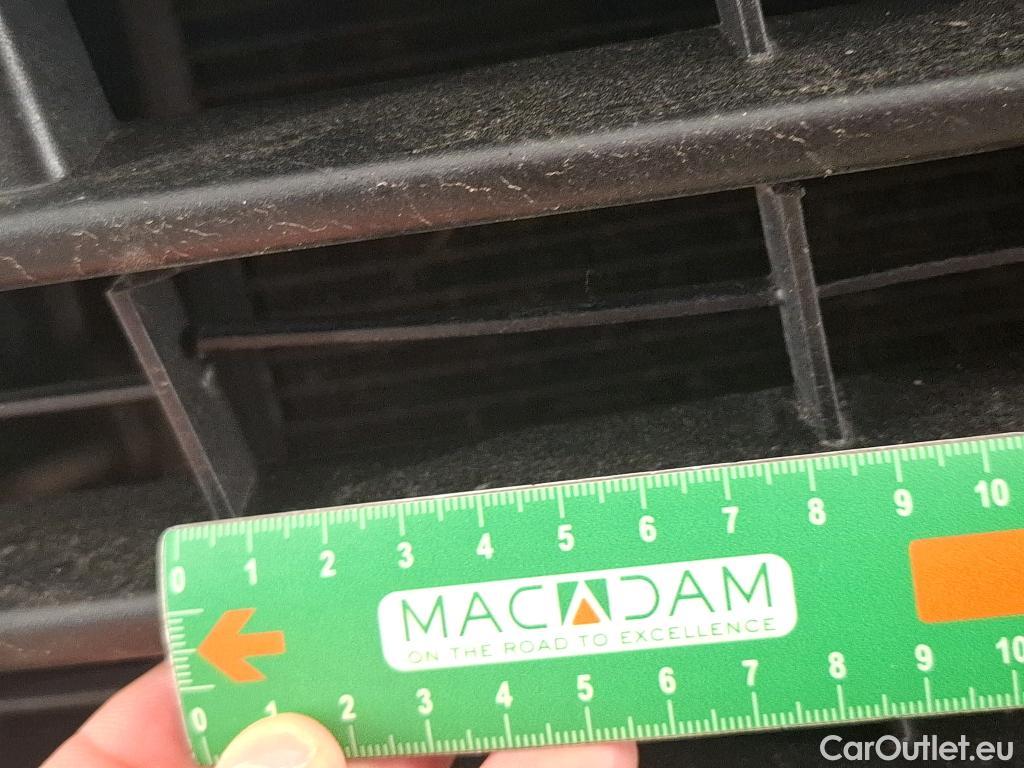 0 1 2 3 4 5 6 7 8 9 10
MACADAM
ON THE ROAD TO EXCELLENCE
0 1 2 3 4 5 6 7 8 9 10
CarOutlet.eu